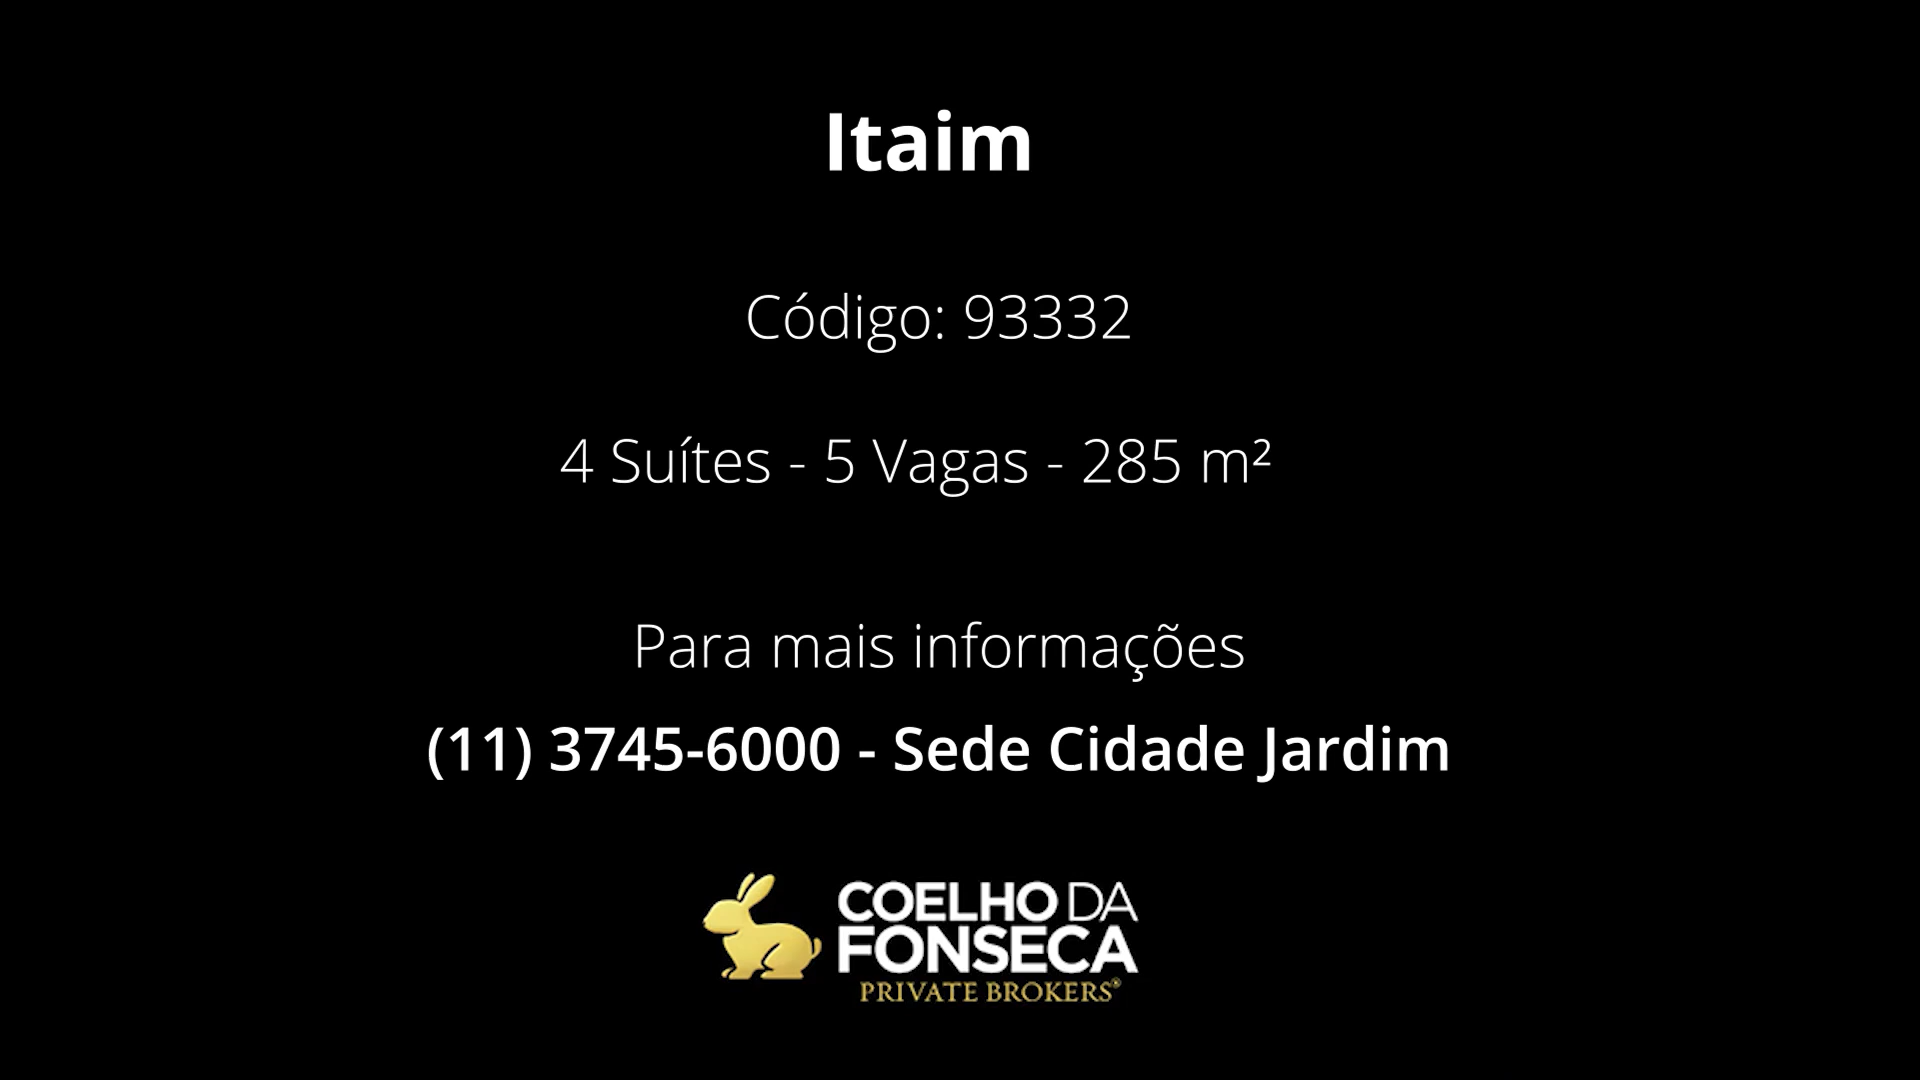 Itaim
Código: 93332
4 Suítes - 5 Vagas - 285 m²
Para mais informações
(11) 3745-6000 - Sede Cidade Jardim
COELHO DA
FONSECA
PRIVATE BROKERS®